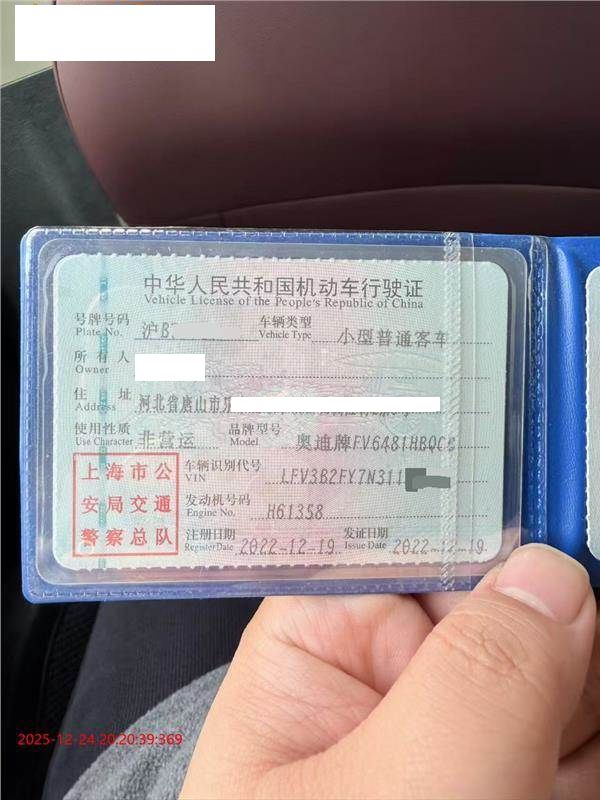 中华人民共和国机动车行驶证
Vehicle License of the People's Republic of China
号牌号码 沪B 车辆类型 小型普通客车
Plate No. Vehicle Type
所有人
Owner
住址 河北省唐山市乐
Address
使用性质 非营运 品牌型号 奥迪牌FV6481HBQCG
Use Character Model
上海市公
安局交通
警察总队
车辆识别代号 LFV3B2FY7N311
VIN
发动机号码 H61358
Engine No.
注册日期 2022-12-19 发证日期 2022-12-19
Register Date Issue Date
2025-12-24 20:20:39:369